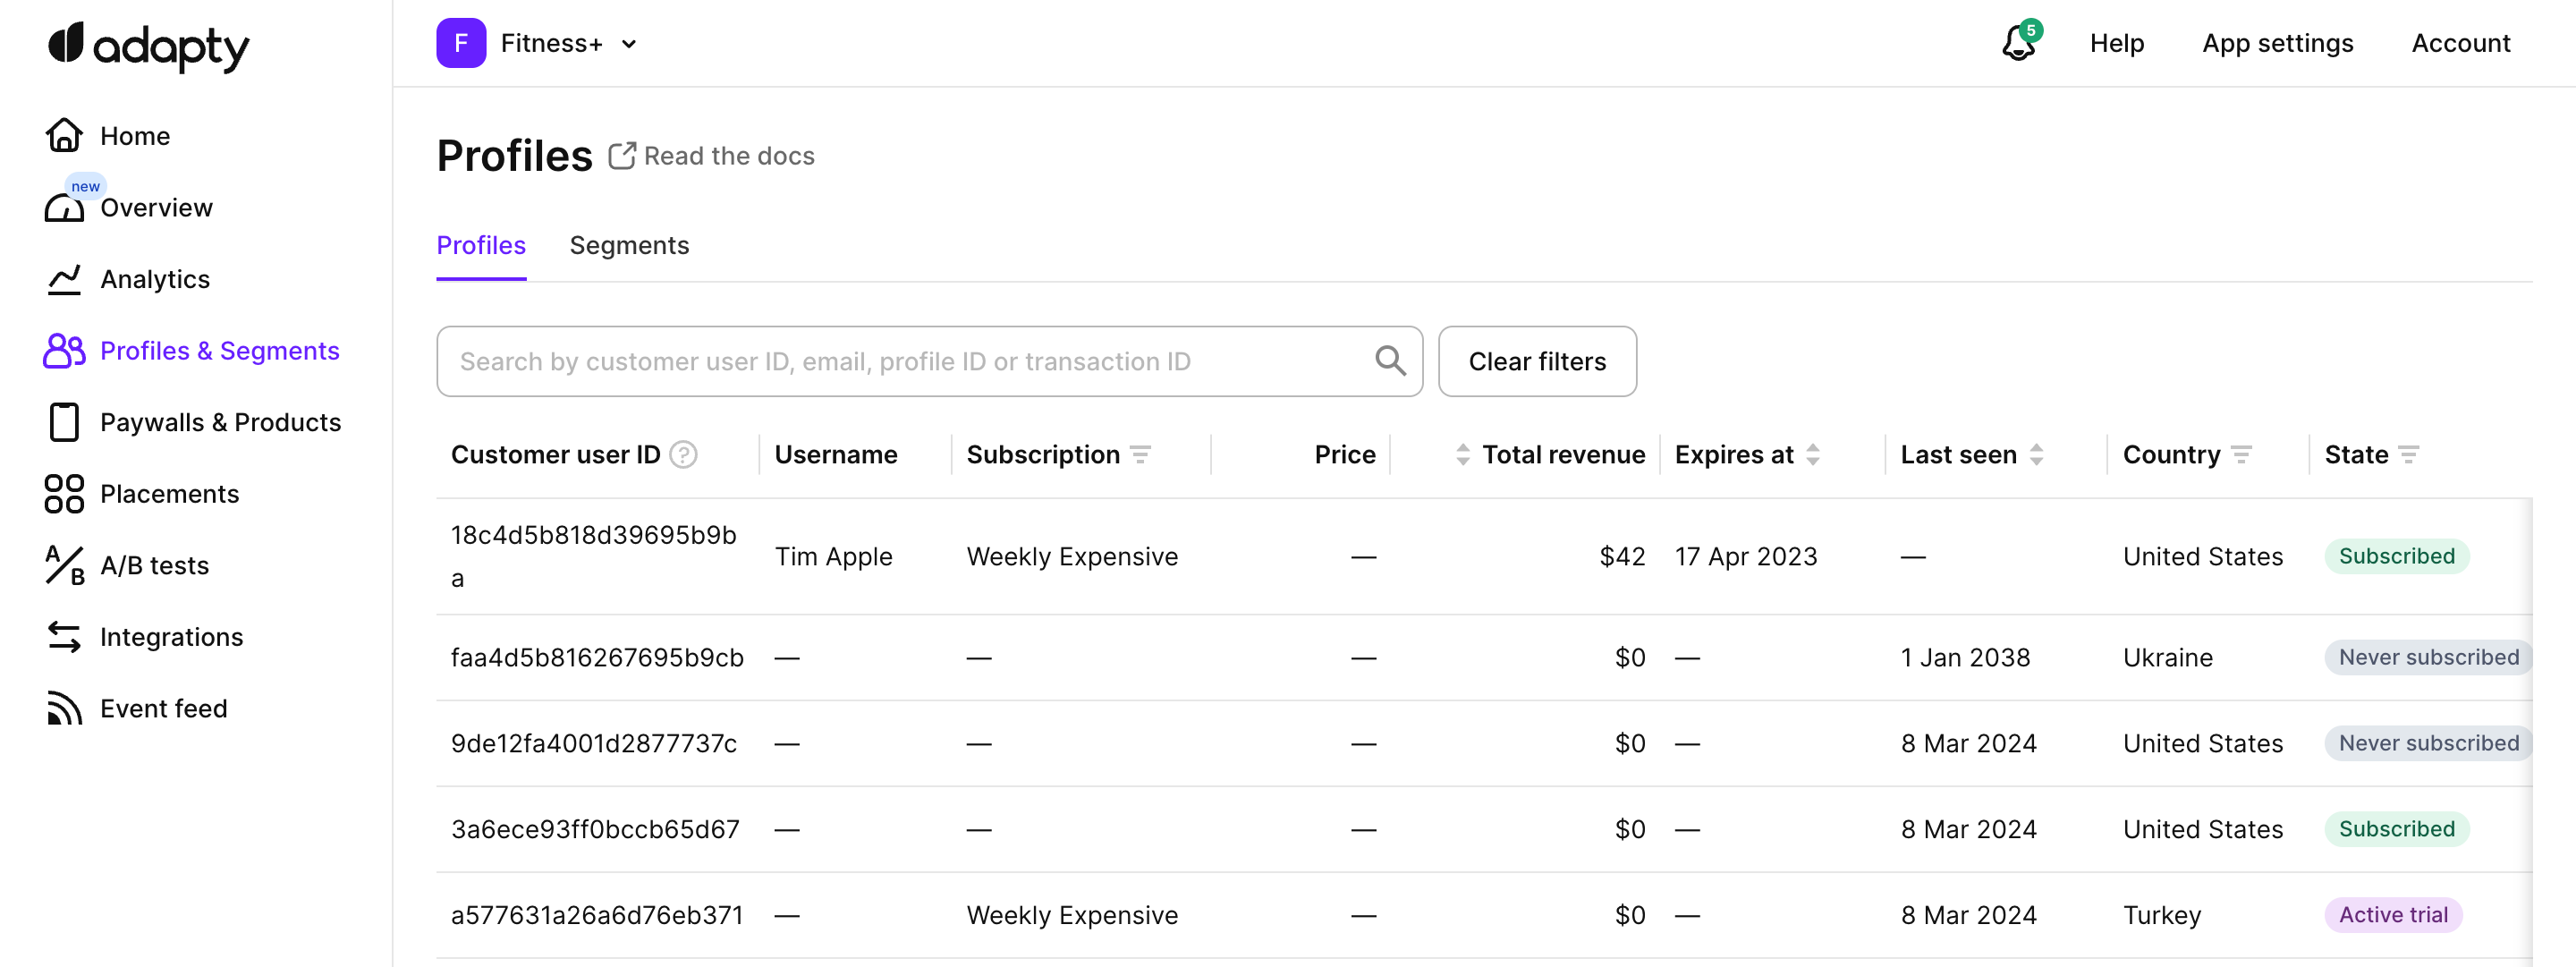 adapty
F Fitness+
5
Help
App settings
Account
Home
new
Overview
Analytics
Profiles & Segments
Paywalls & Products
Placements
A/B A/B tests
Integrations
Event feed
Profiles Read the docs
Profiles Segments
Search by customer user ID, email, profile ID or transaction ID
Clear filters
Customer user ID ? Username Subscription Price Total revenue Expires at Last seen Country State
18c4d5b818d39695b9b
a
Tim Apple Weekly Expensive — $42 17 Apr 2023 — United States Subscribed
faa4d5b816267695b9cb — — — $0 — 1 Jan 2038 Ukraine Never subscribed
9de12fa4001d2877737c — — — $0 — 8 Mar 2024 United States Never subscribed
3a6ece93ff0bccb65d67 — — — $0 — 8 Mar 2024 United States Subscribed
a577631a26a6d76eb371 — Weekly Expensive — $0 — 8 Mar 2024 Turkey Active trial